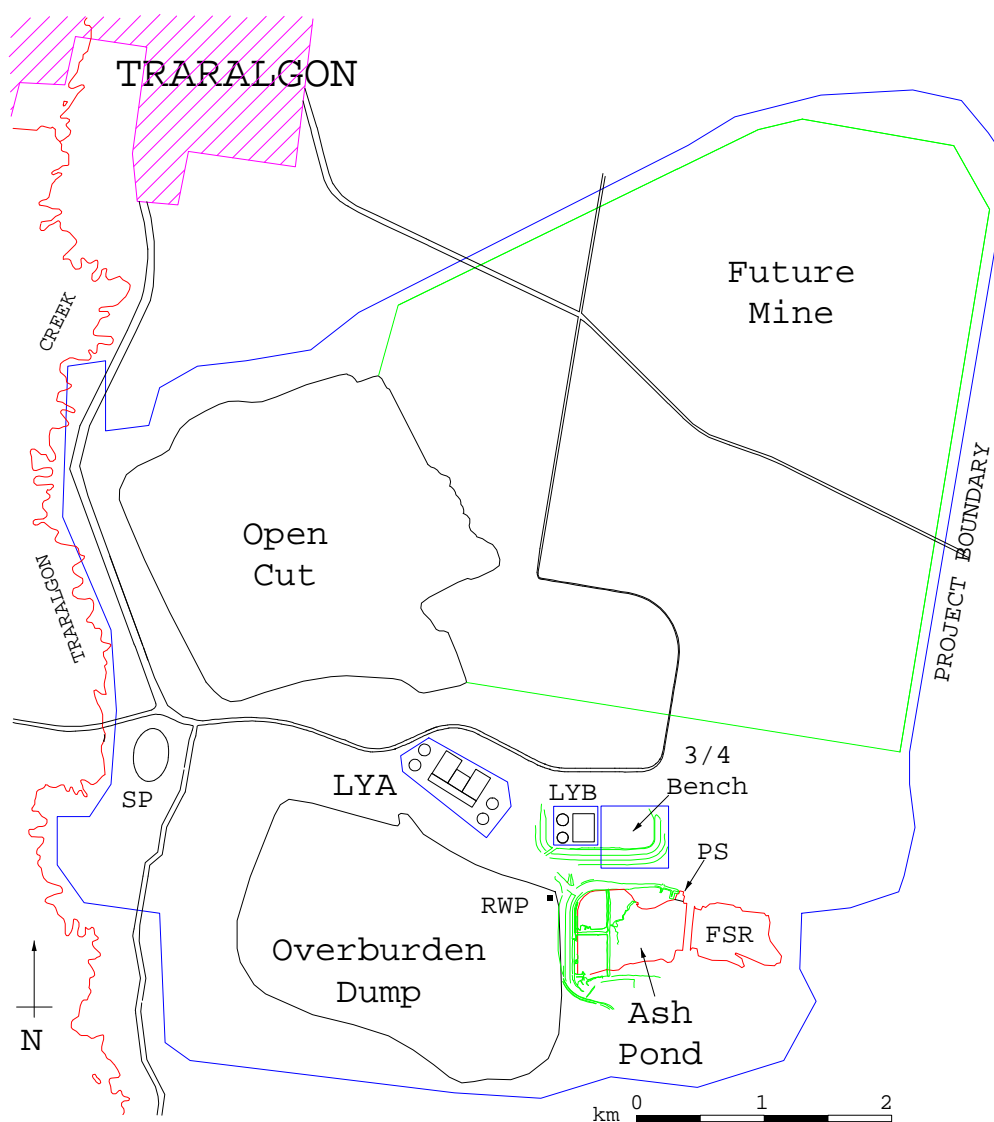 TRARALGON
Future
Mine
CREEK
TRARALGON
Open
Cut
PROJECT BOUNDARY
3/4
Bench
LYA
LYB
SP
PS
RWP
FSR
Overburden
Dump
Ash
Pond
N
km 0 1 2